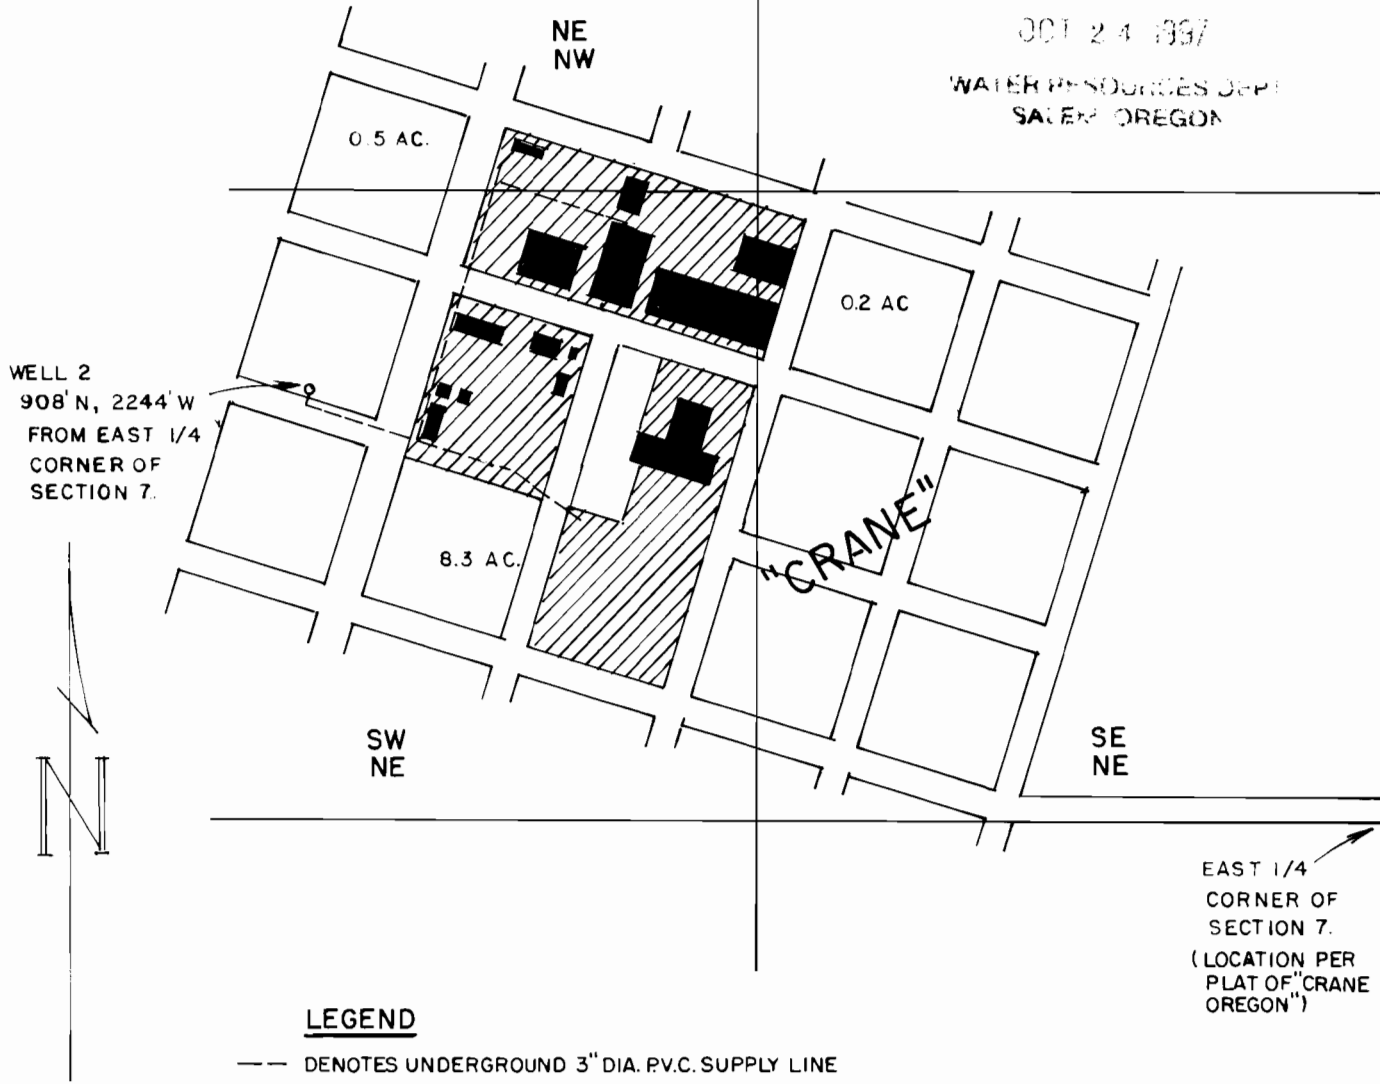 NE
NW
OCT 24 1997
WATER RESOURCES DEPT
SALEM OREGON
0.5 AC.
0.2 AC
WELL 2
908' N, 2244' W
FROM EAST 1/4
CORNER OF
SECTION 7.
"CRANE"
8.3 AC.
SW
NE
SE
NE
N
EAST 1/4
CORNER OF
SECTION 7.
(LOCATION PER
PLAT OF "CRANE
OREGON")
LEGEND
--- DENOTES UNDERGROUND 3" DIA. P.V.C. SUPPLY LINE